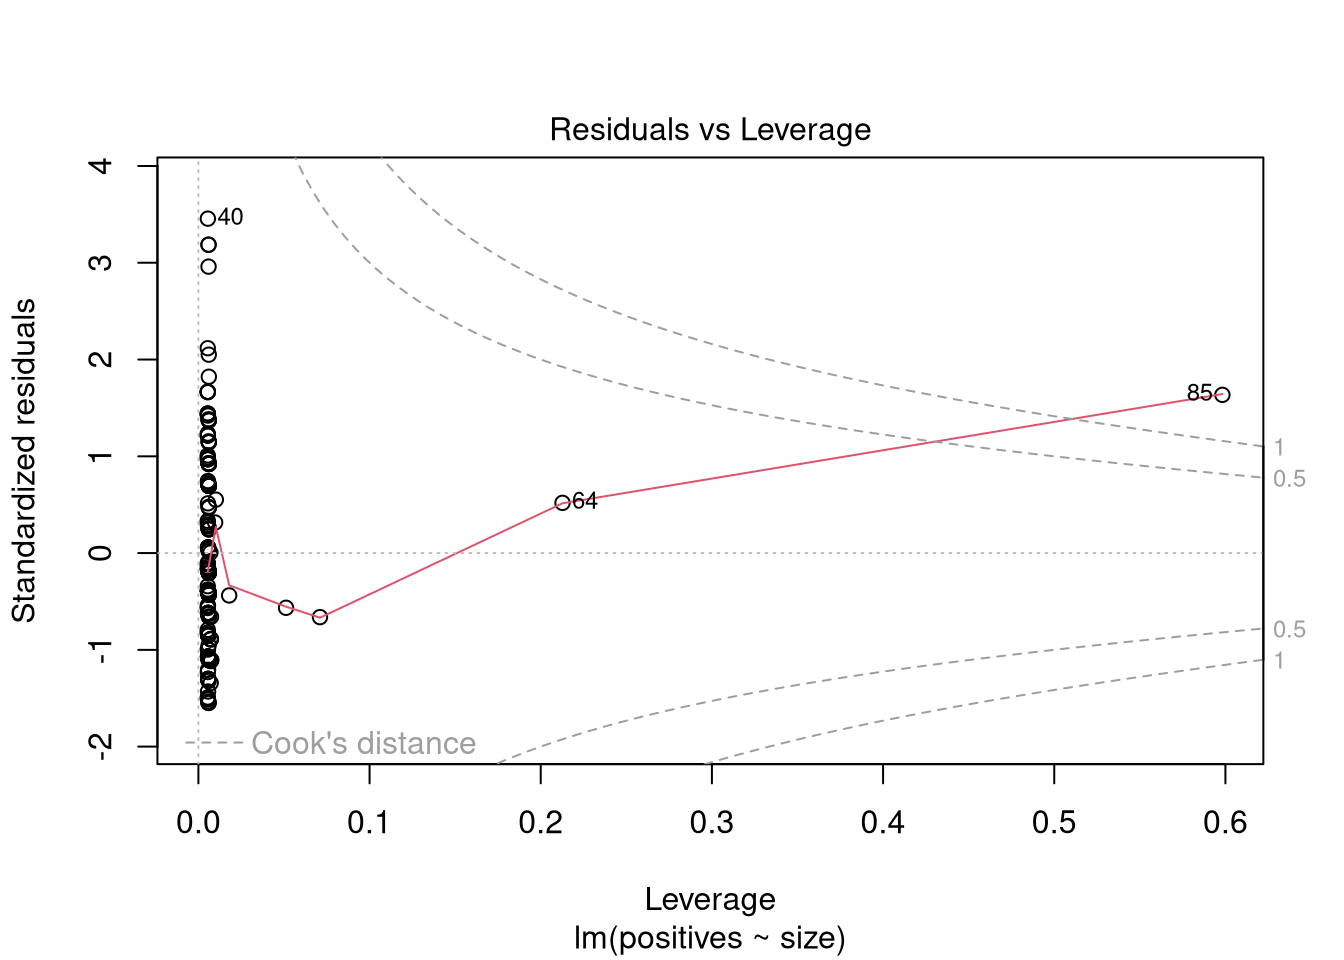 Residuals vs Leverage
Standardized residuals
4
3
2
1
0
-1
-2
40
85
64
1
0.5
0.5
1
Cook's distance
0.0 0.1 0.2 0.3 0.4 0.5 0.6
Leverage
lm(positives ~ size)